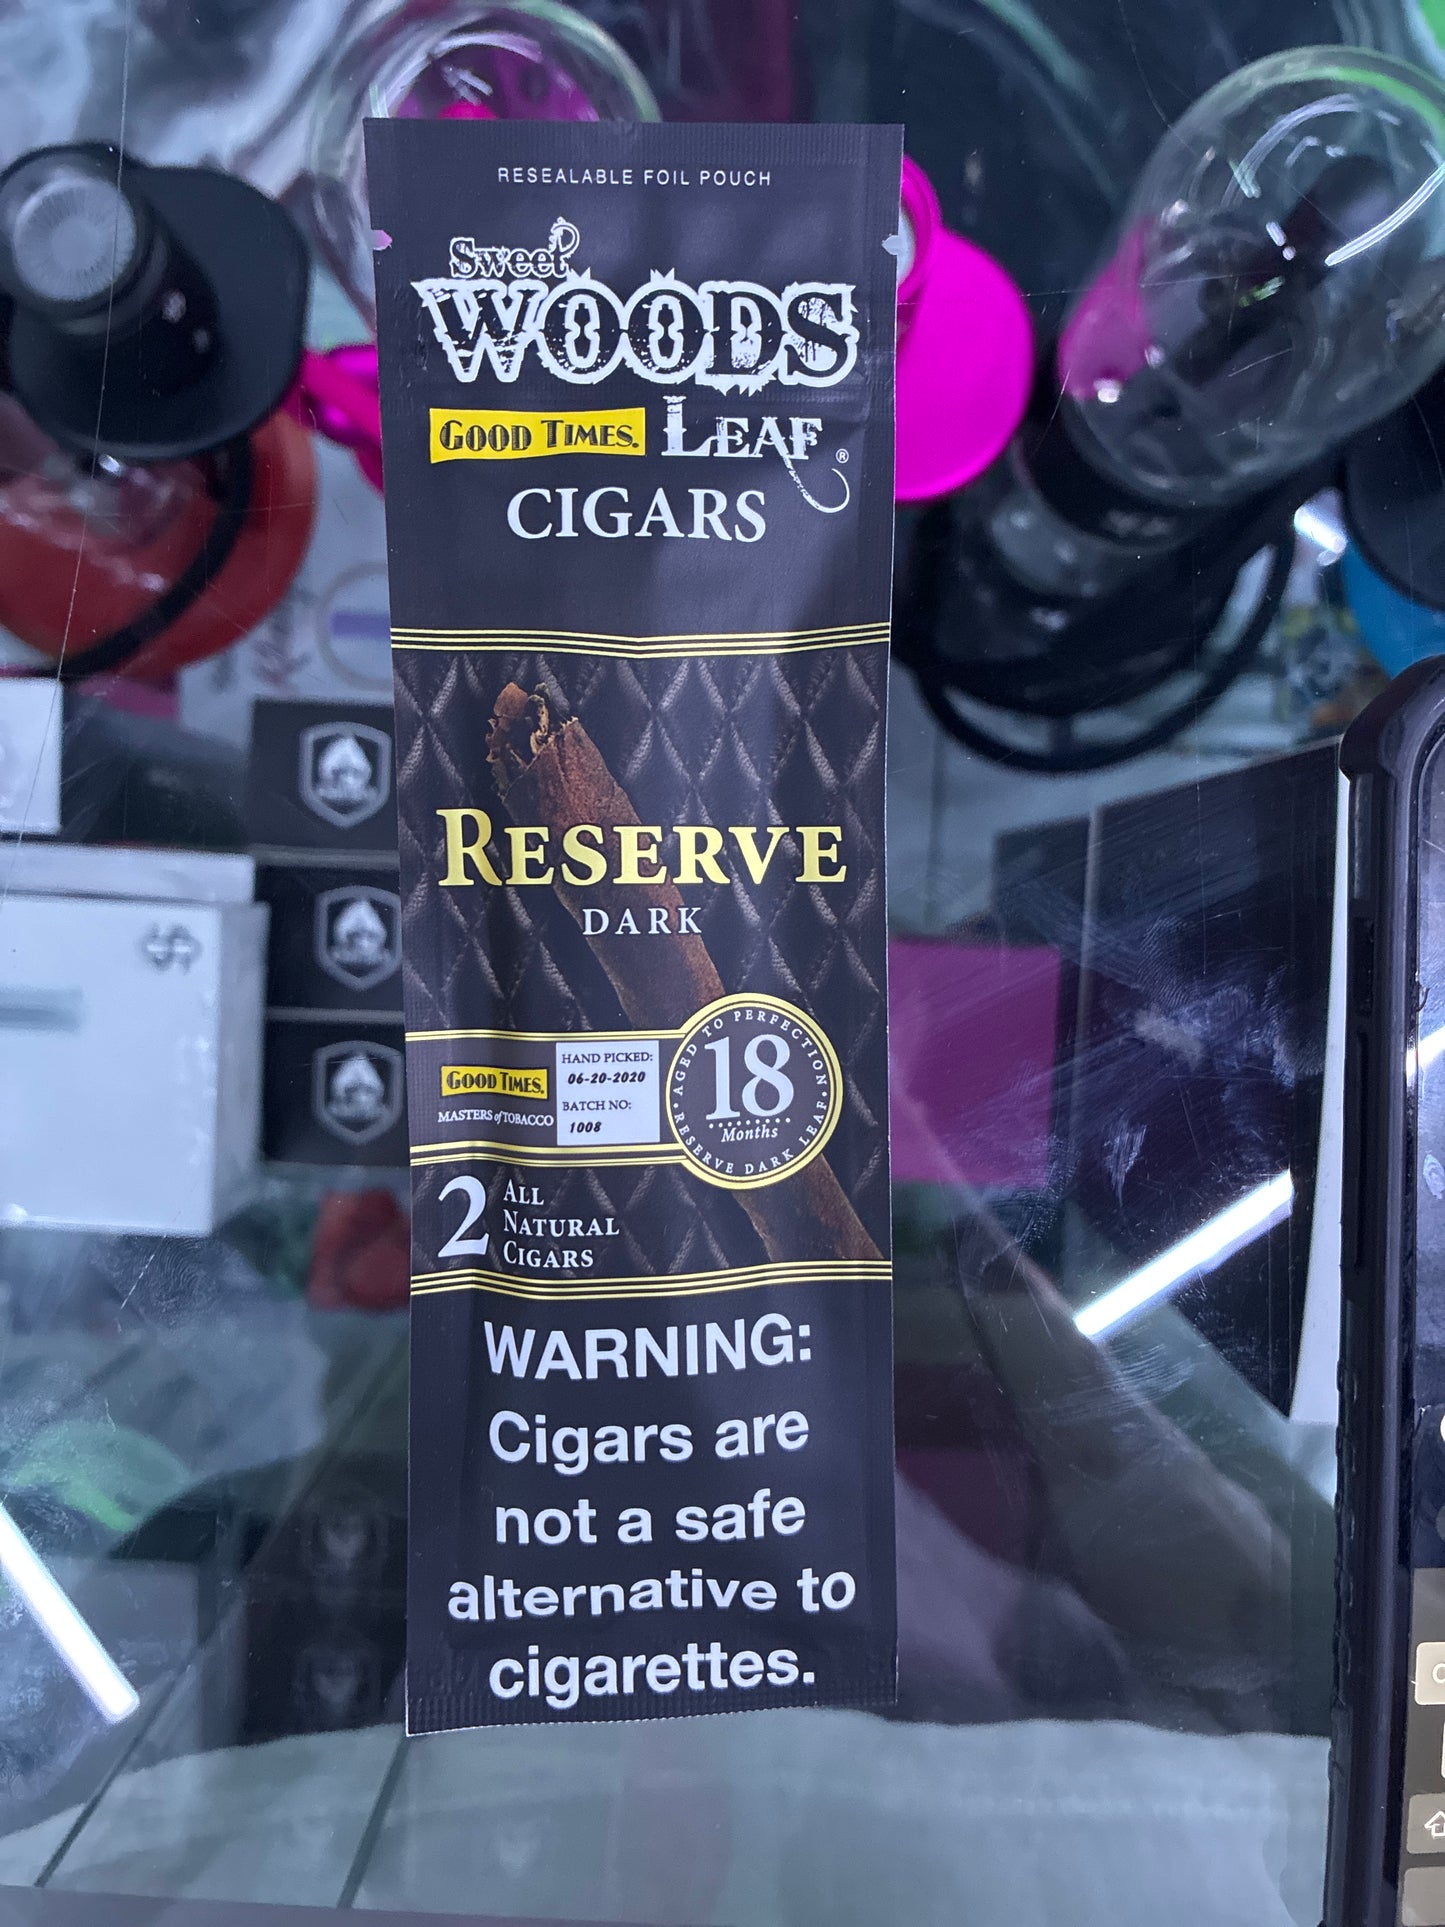 RESEALABLE FOIL POUCH
Sweet
WOODS
GOOD TIMES. LEAF ®
CIGARS
RESERVE
DARK
GOOD TIMES.
MASTERS of TOBACCO
HAND PICKED:
06-20-2020
BATCH NO:
1008
AGED TO PERFECTION
18
Months
RESERVE DARK LEAF
2 ALL
NATURAL
CIGARS
WARNING:
Cigars are
not a safe
alternative to
cigarettes.